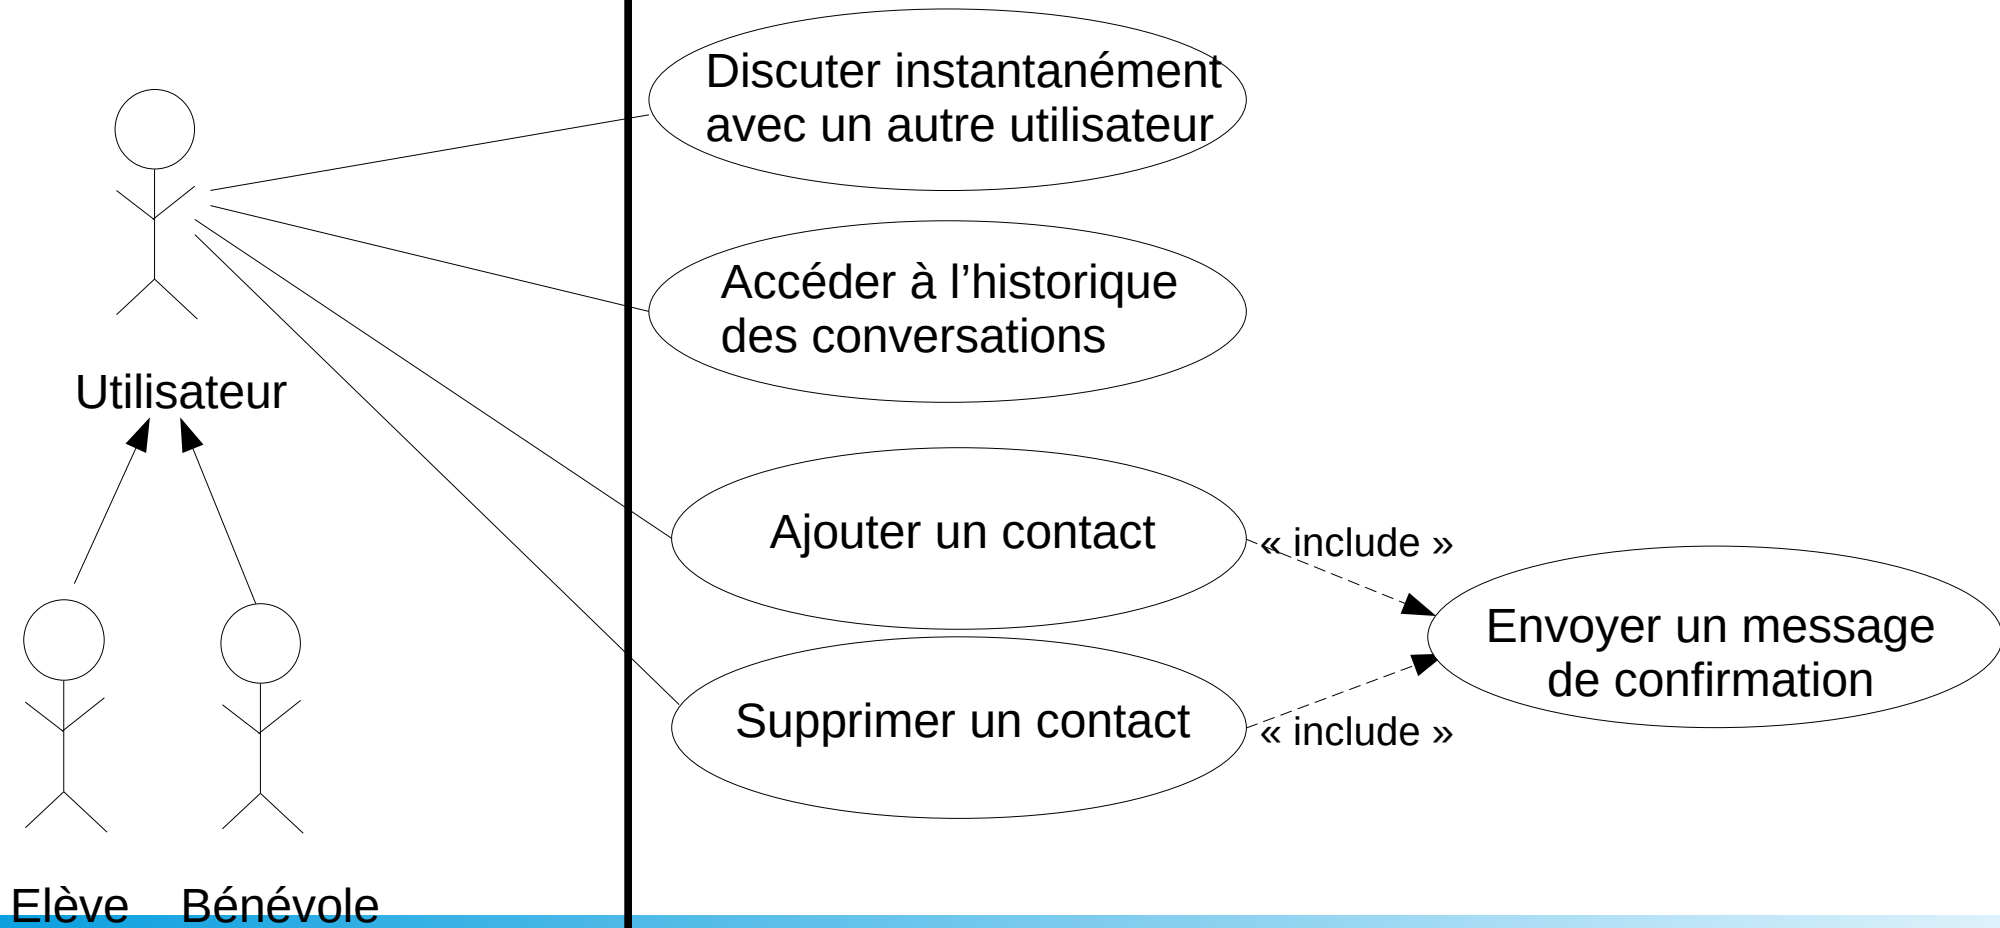 Discuter instantanément
avec un autre utilisateur
Accéder à l’historique
des conversations
Utilisateur
Ajouter un contact
« include »
Envoyer un message
de confirmation
Supprimer un contact
« include »
Elève
Bénévole